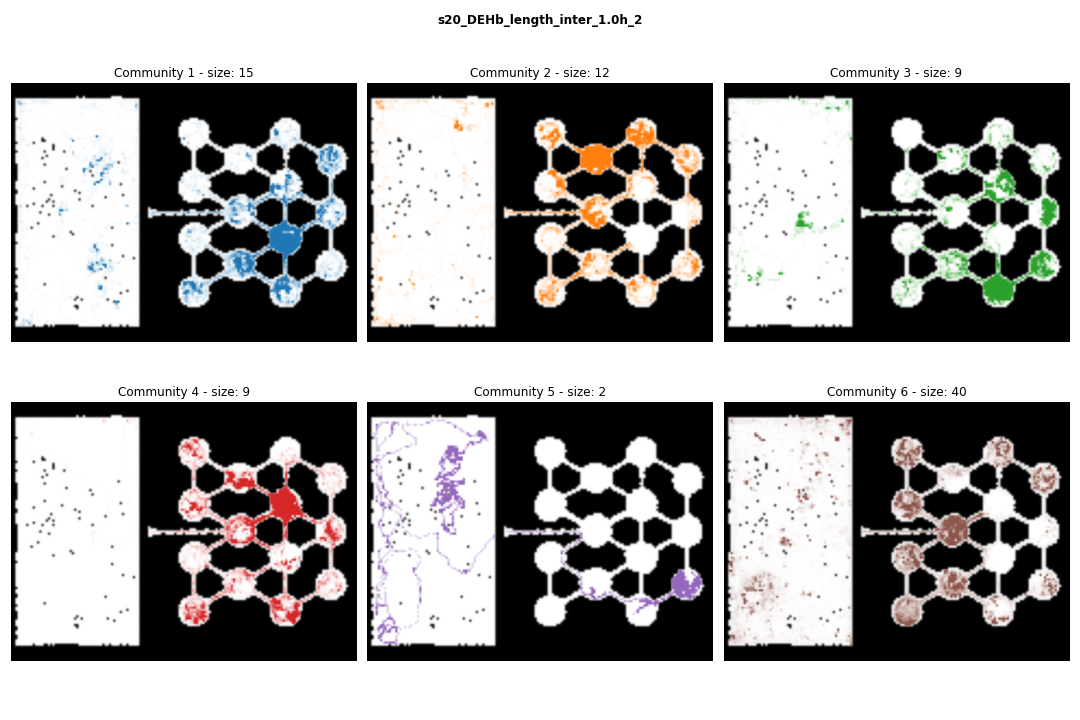 s20_DEHb_length_inter_1.0h_2
Community 1 - size: 15
Community 2 - size: 12
Community 3 - size: 9
Community 4 - size: 9
Community 5 - size: 2
Community 6 - size: 40